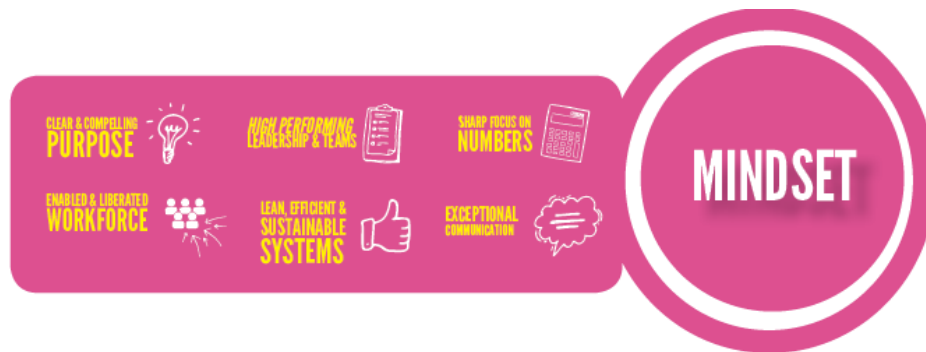 CLEAR & COMPELLING
PURPOSE
HIGH PERFORMING
LEADERSHIP & TEAMS
SHARP FOCUS ON
NUMBERS
ENABLED & LIBERATED
WORKFORCE
LEAN, EFFICIENT &
SUSTAINABLE
SYSTEMS
EXCEPTIONAL
COMMUNICATION
MINDSET